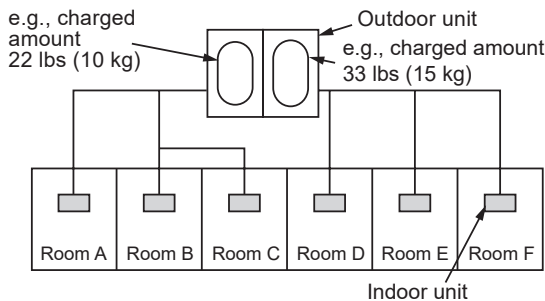 e.g., charged
amount
22 lbs (10 kg)
Outdoor unit
e.g., charged amount
33 lbs (15 kg)
Room A
Room B
Room C
Room D
Room E
Room F
Indoor unit